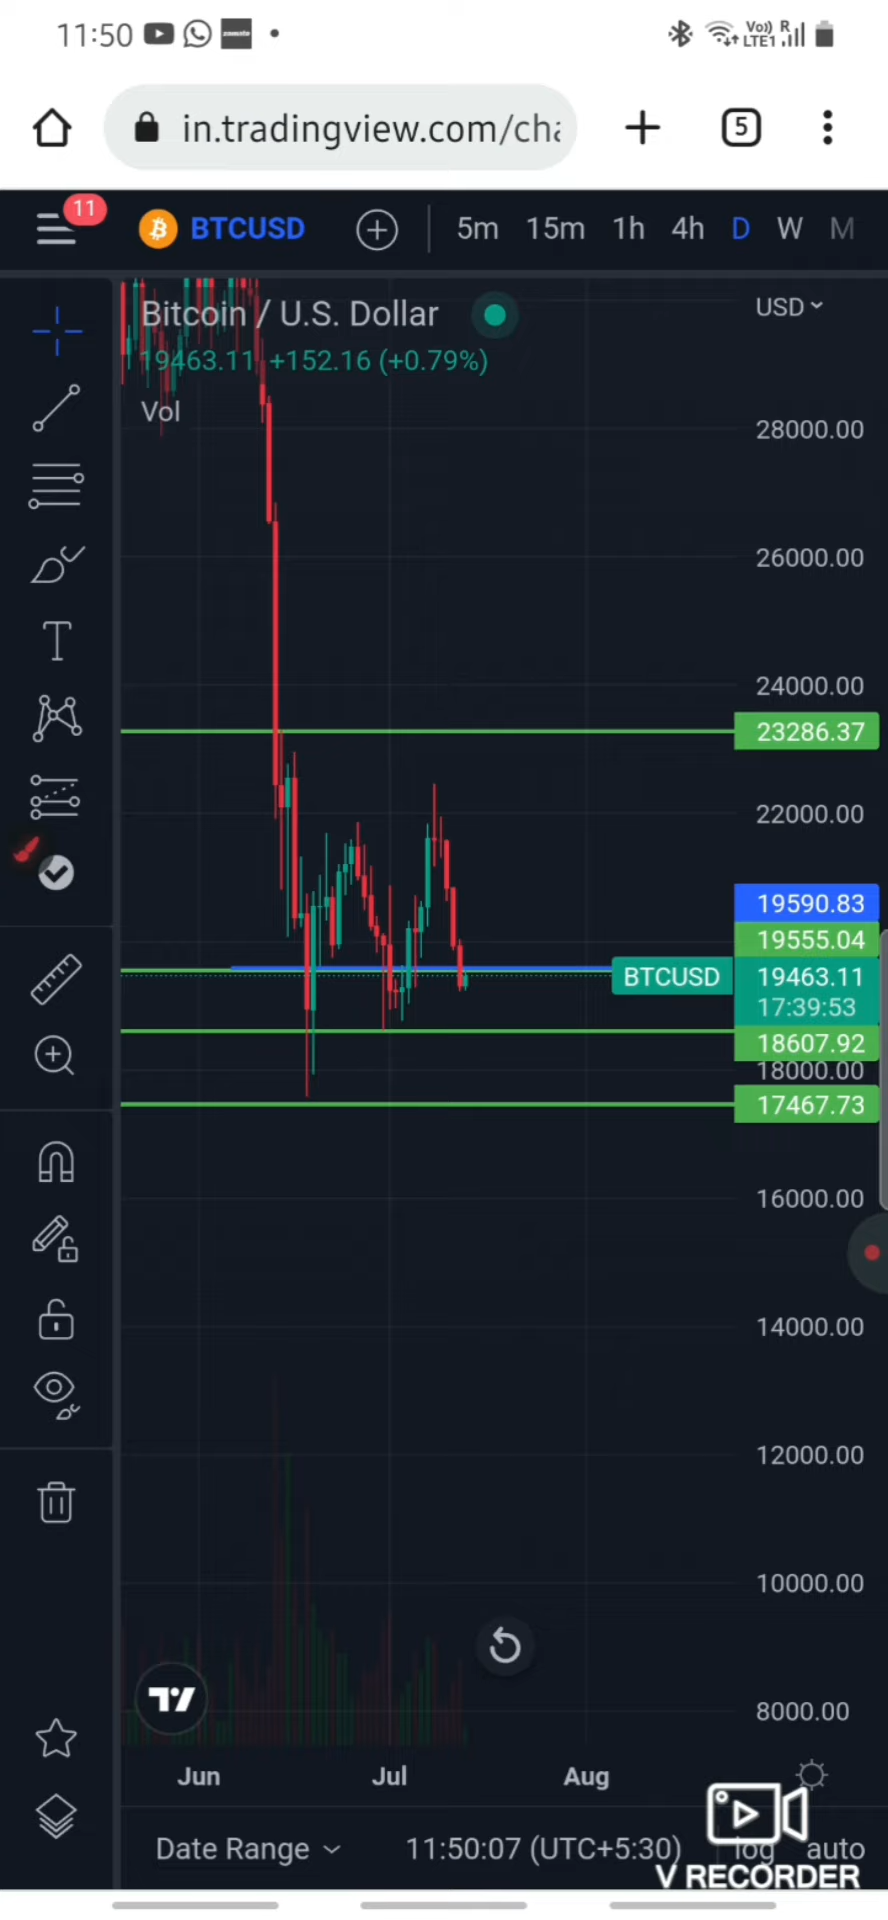 11:50
Vo)) R
LTE1
in.tradingview.com/cha
5
11
BTCUSD 5m 15m 1h 4h D W M
Bitcoin / U.S. Dollar
USD
19463.11 +152.16 (+0.79%)
Vol
28000.00
26000.00
24000.00
23286.37
22000.00
19590.83
19555.04
BTCUSD 19463.11
17:39:53
18607.92
18000.00
17467.73
16000.00
14000.00
12000.00
10000.00
8000.00
Jun Jul Aug
Date Range 11:50:07 (UTC+5:30) log auto
V RECORDER